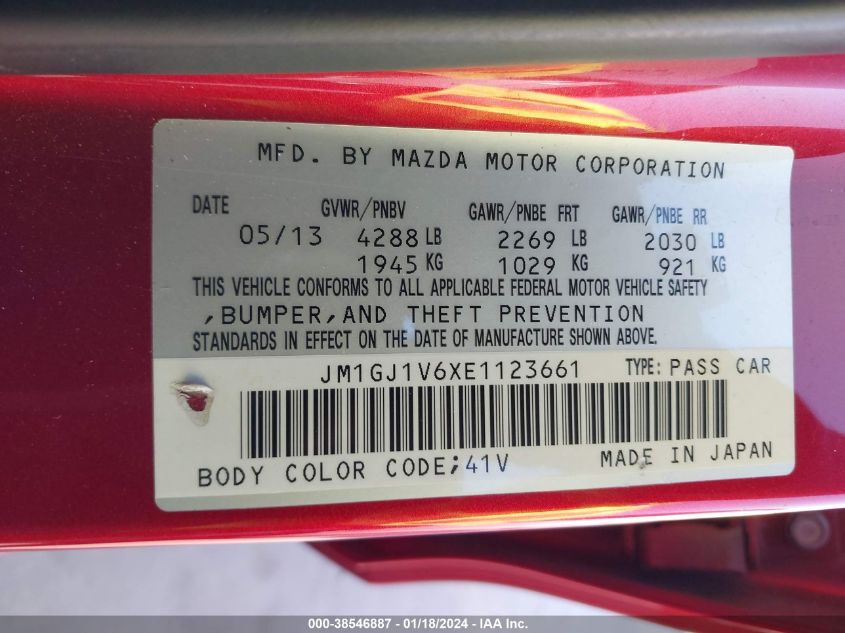 MFD. BY MAZDA MOTOR CORPORATION
DATE GVWR/PNBV GAWR/PNBE FRT GAWR/PNBE RR
05/13 4288 LB 2269 LB 2030 LB
1945 KG 1029 KG 921 KG
THIS VEHICLE CONFORMS TO ALL APPLICABLE FEDERAL MOTOR VEHICLE SAFETY
,BUMPER,AND THEFT PREVENTION
STANDARDS IN EFFECT ON THE DATE OF MANUFACTURE SHOWN ABOVE.
JM1GJ1V6XE1123661 TYPE: PASS CAR
BODY COLOR CODE;41V MADE IN JAPAN
000-38546887 - 01/18/2024 - IAA Inc.